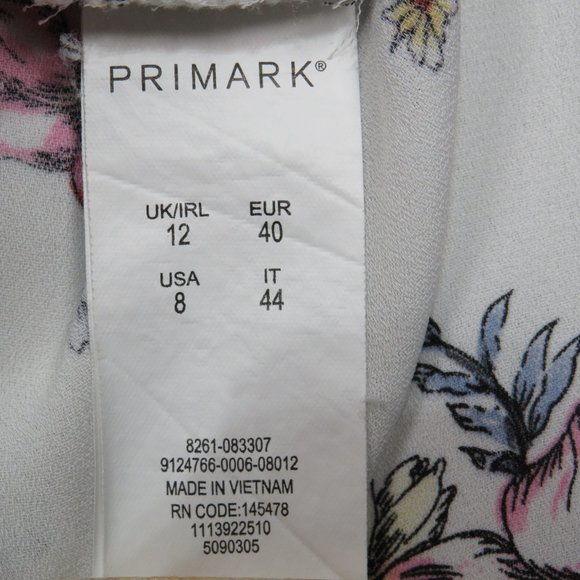 PRIMARK®
UK/IRL EUR
12 40
USA IT
8 44
8261-083307
9124766-0006-08012
MADE IN VIETNAM
RN CODE:145478
1113922510
5090305